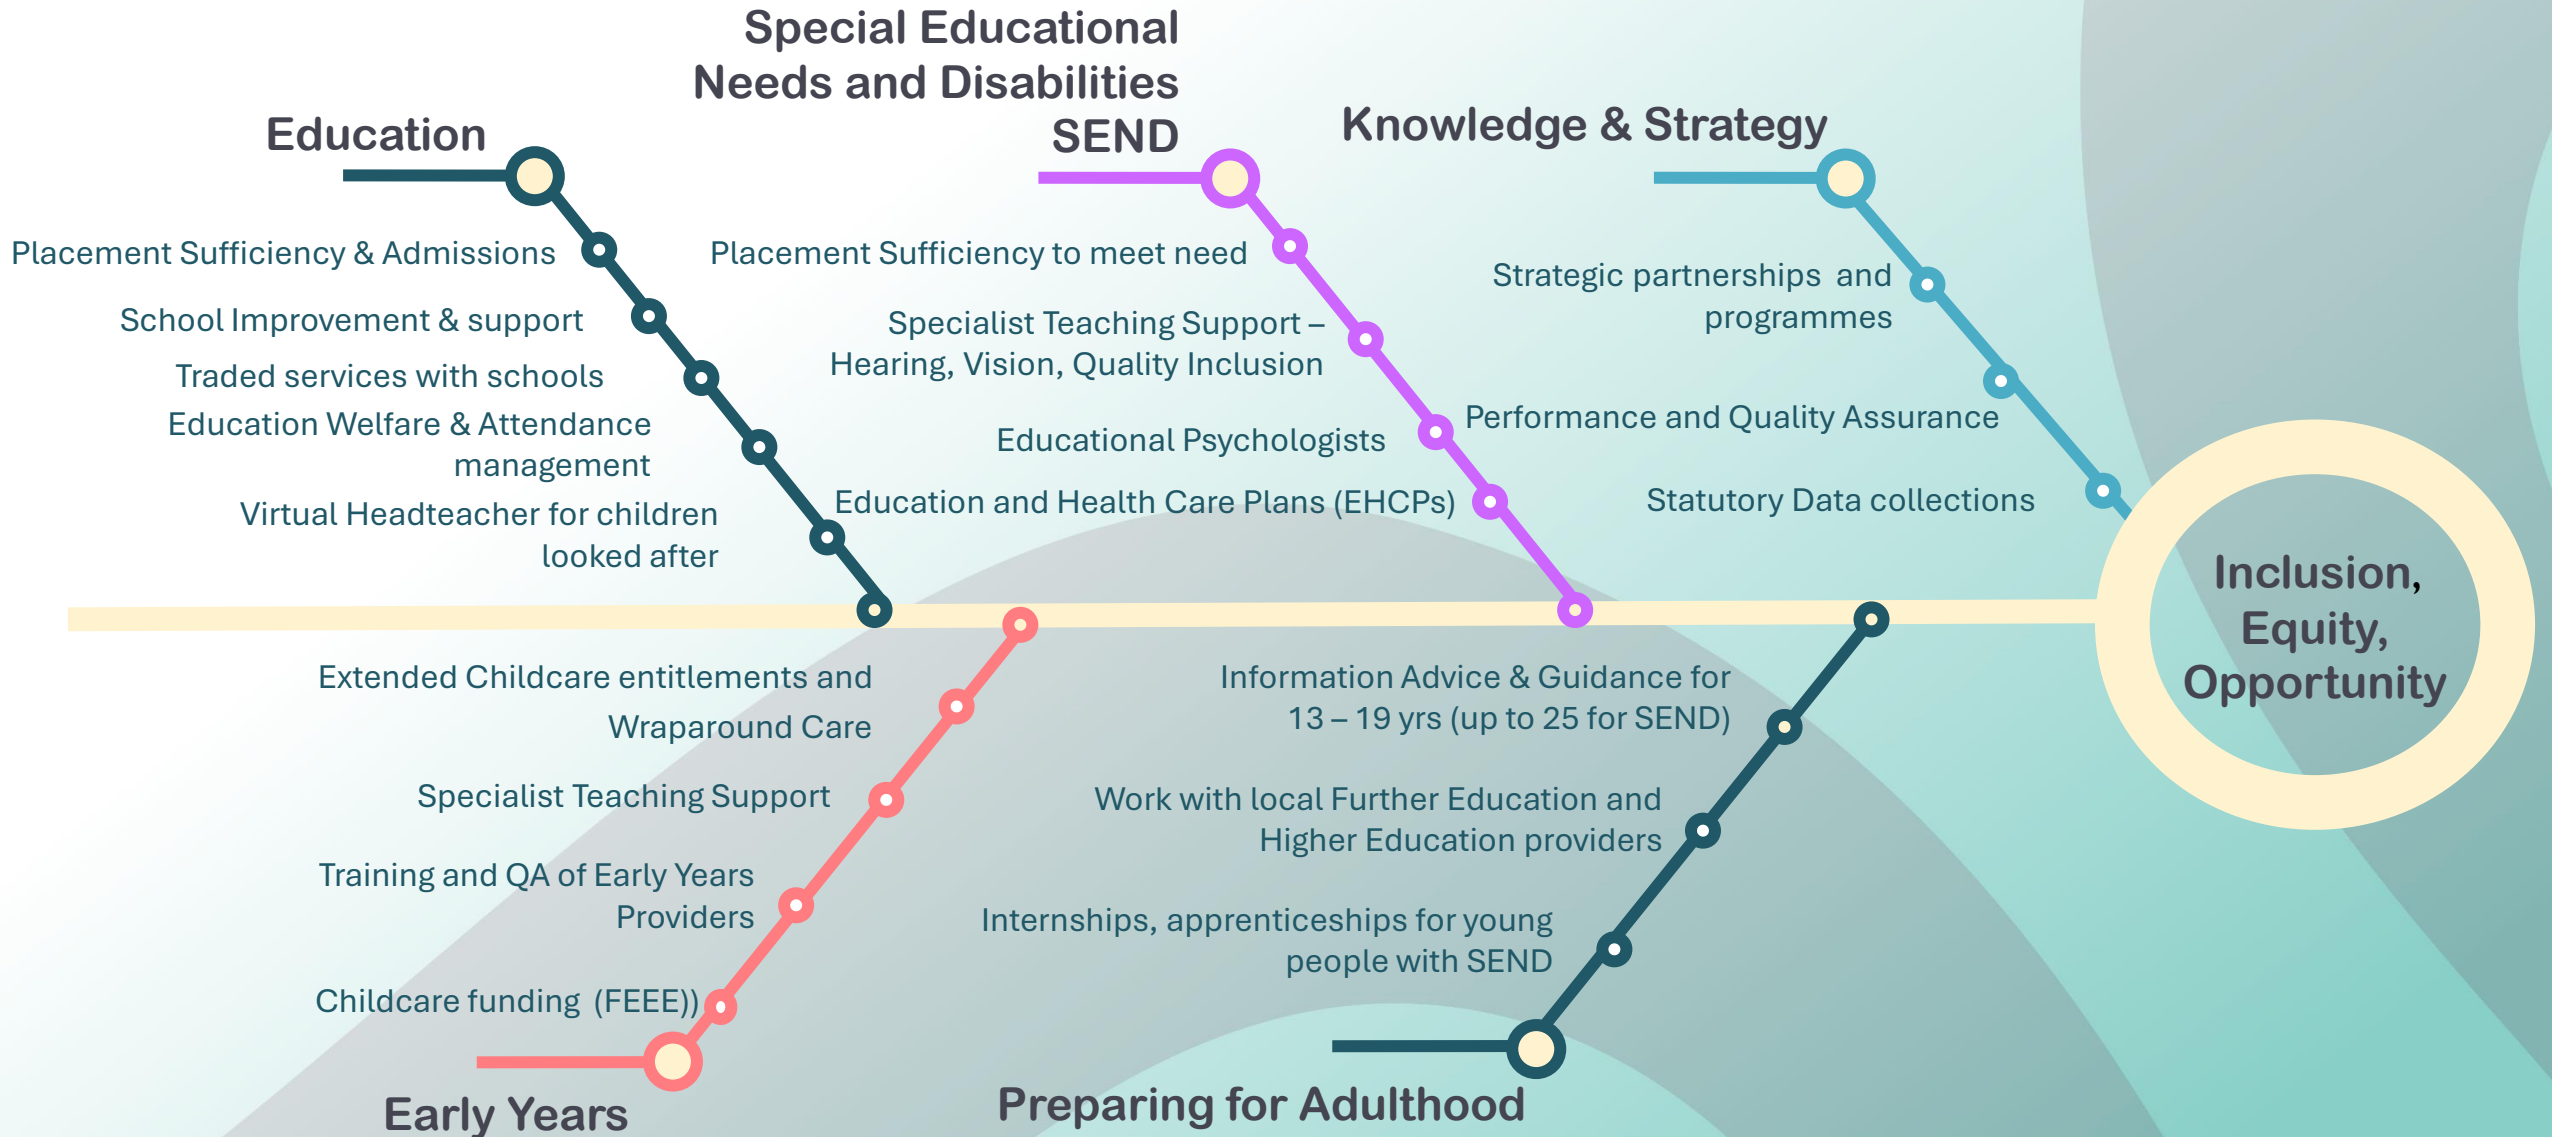 Education
Placement Sufficiency & Admissions
School Improvement & support
Traded services with schools
Education Welfare & Attendance
management
Virtual Headteacher for children
looked after
Special Educational
Needs and Disabilities
SEND
Placement Sufficiency to meet need
Specialist Teaching Support –
Hearing, Vision, Quality Inclusion
Educational Psychologists
Education and Health Care Plans (EHCPs)
Knowledge & Strategy
Strategic partnerships and
programmes
Performance and Quality Assurance
Statutory Data collections
Inclusion,
Equity,
Opportunity
Extended Childcare entitlements and
Wraparound Care
Specialist Teaching Support
Training and QA of Early Years
Providers
Childcare funding (FEEE))
Early Years
Information Advice & Guidance for
13 – 19 yrs (up to 25 for SEND)
Work with local Further Education and
Higher Education providers
Internships, apprenticeships for young
people with SEND
Preparing for Adulthood